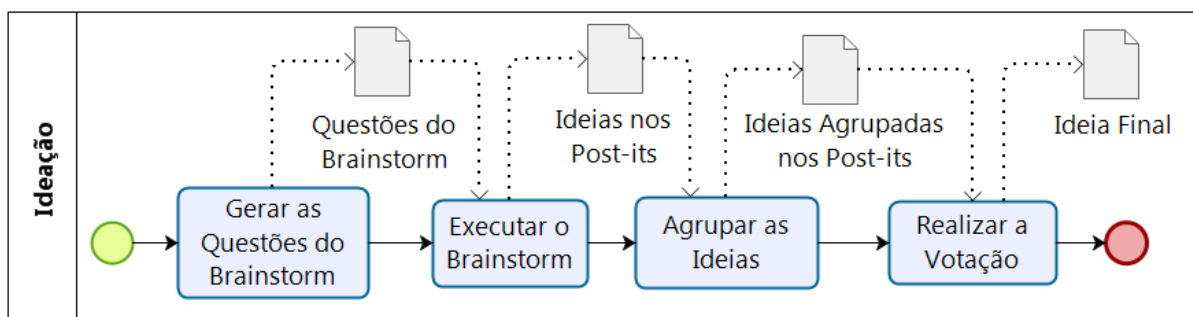 Ideação
Questões do
Brainstorm
Ideias nos
Post-its
Ideias Agrupadas
nos Post-its
Ideia Final
Gerar as
Questões do
Brainstorm
Executar o
Brainstorm
Agrupar as
Ideias
Realizar a
Votação